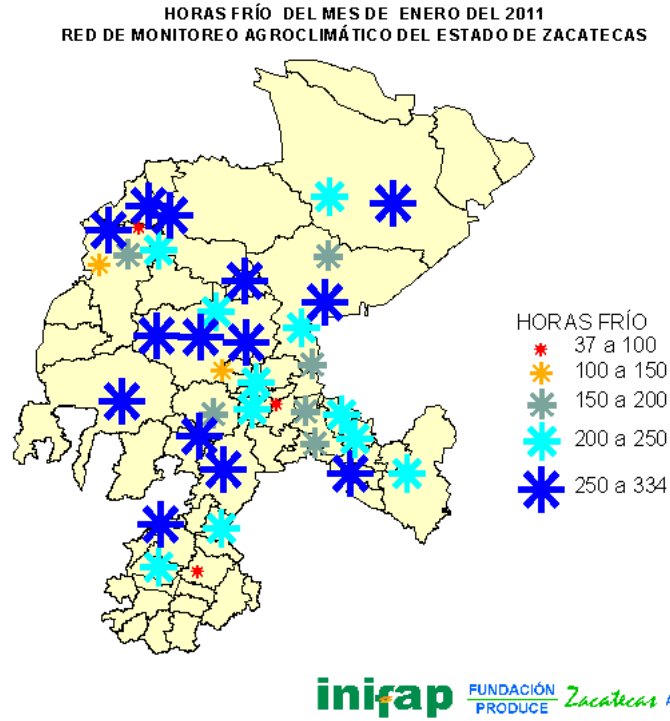 HORAS FRÍO DEL MES DE ENERO DEL 2011
RED DE MONITOREO AGROCLIMÁTICO DEL ESTADO DE ZACATECAS
HORAS FRÍO
37 a 100
100 a 150
150 a 200
200 a 250
250 a 334
inifap
FUNDACIÓN
PRODUCE
Zacatecas